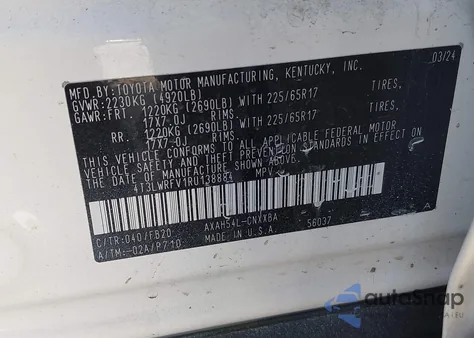 MFD. BY: TOYOTA MOTOR MANUFACTURING, KENTUCKY, INC. 03/24
GVWR: 2230KG (4920LB)
GAWR: FRT. 1220KG (2690LB) WITH 225/65R17 TIRES,
17X7.0J RIMS.
RR. 1220KG (2690LB) WITH 225/65R17 TIRES,
17X7.0J RIMS.
THIS VEHICLE CONFORMS TO ALL APPLICABLE FEDERAL MOTOR
VEHICLE SAFETY AND THEFT PREVENTION STANDARDS IN EFFECT
ON THE DATE OF MANUFACTURE SHOWN ABOVE.
MPV
C/TR: 040/FB20 AXAH54L-CNXXBA 56037 A
A/TM: -02A/P710 MADE IN U.S.A.
autoSnap